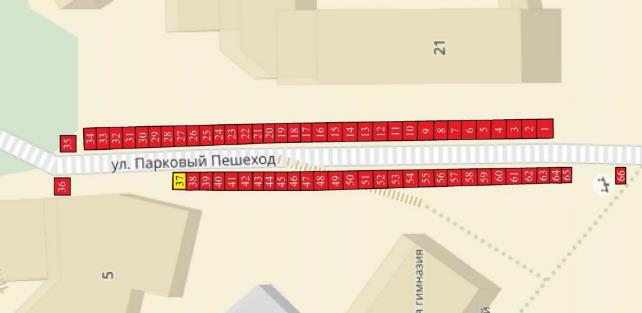 21
35 34 33 32 31 30 29 28 27 26 25 24 23 22 21 20 19 18 17 16 15 14 13 12 11 10 9 8 7 6 5 4 3 2 1
ул. Парковый Пешеход
36 37 38 39 40 41 42 43 44 45 46 47 48 49 50 51 52 53 54 55 56 57 58 59 60 61 62 63 64 65 66
5
я гимназия
й